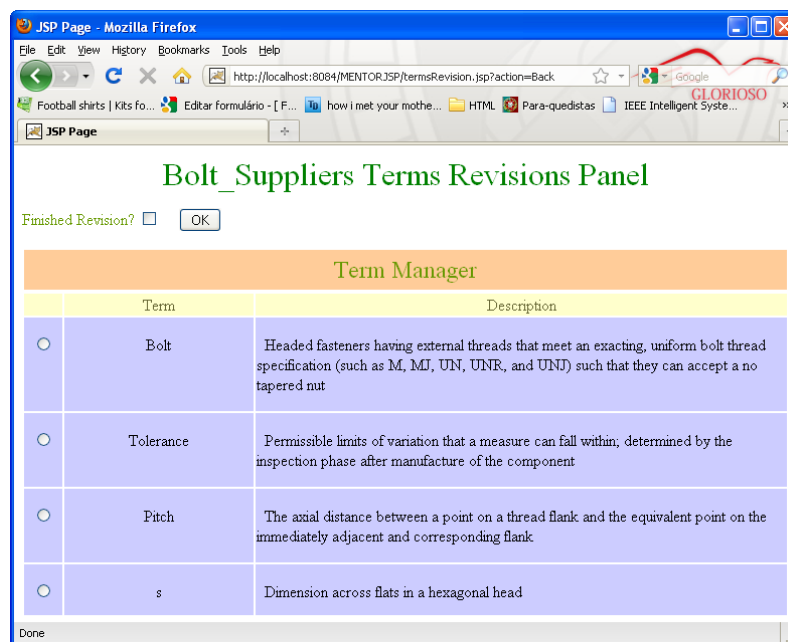 JSP Page - Mozilla Firefox
File Edit View History Bookmarks Tools Help
http://localhost:8084/MENTORJSP/termsRevision.jsp?action=Back
Google
GLORIOSO
Football shirts | Kits fo... Editar formulário - [ F... how i met your mothe... HTML Para-quedistas IEEE Intelligent Syste...
JSP Page
Bolt_Suppliers Terms Revisions Panel
Finished Revision? OK
Term Manager
Term Description
Bolt Headed fasteners having external threads that meet an exacting, uniform bolt thread
specification (such as M, MJ, UN, UNR, and UNJ) such that they can accept a no
tapered nut
Tolerance Permissible limits of variation that a measure can fall within; determined by the
inspection phase after manufacture of the component
Pitch The axial distance between a point on a thread flank and the equivalent point on the
immediately adjacent and corresponding flank
s Dimension across flats in a hexagonal head
Done